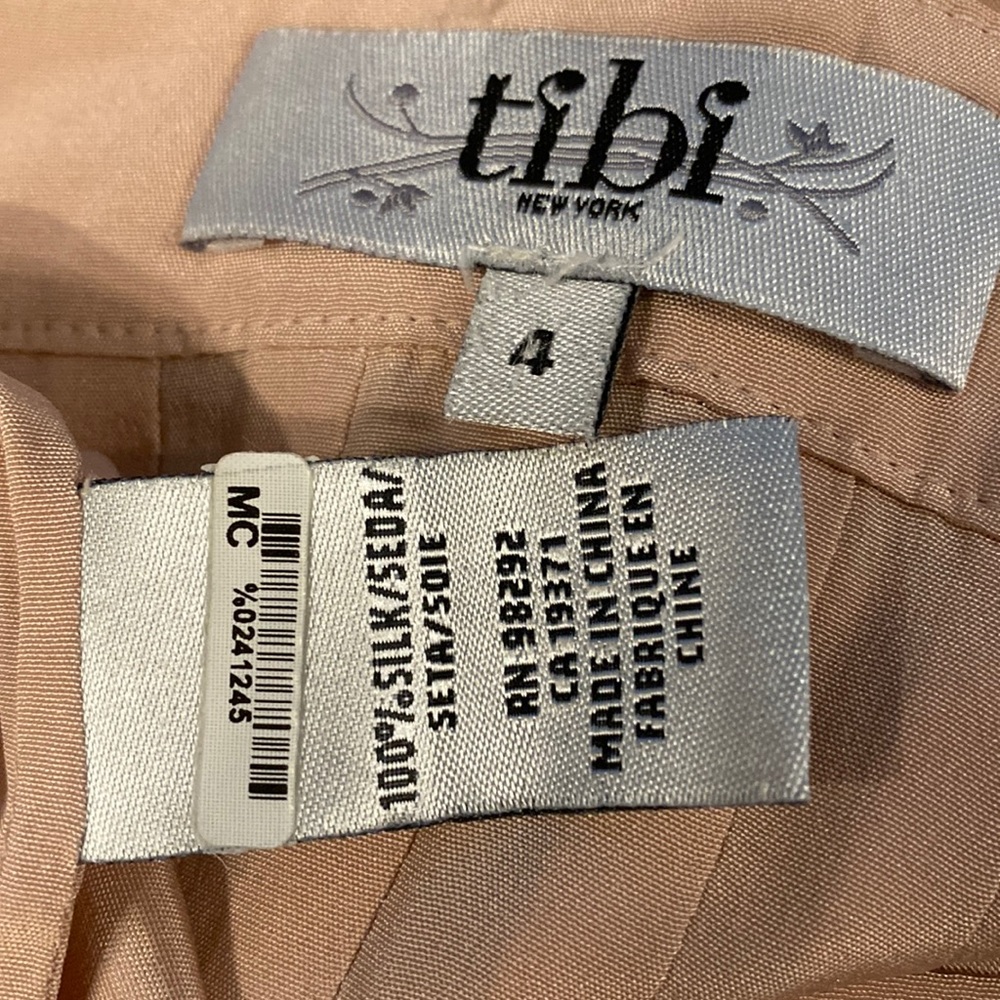 tibi
NEW YORK
4
MC %0241245
100% SILK/SEDA/
SETA/SOIE
RN 98292
CA 19371
MADE IN CHINA
FABRIQUE EN
CHINE